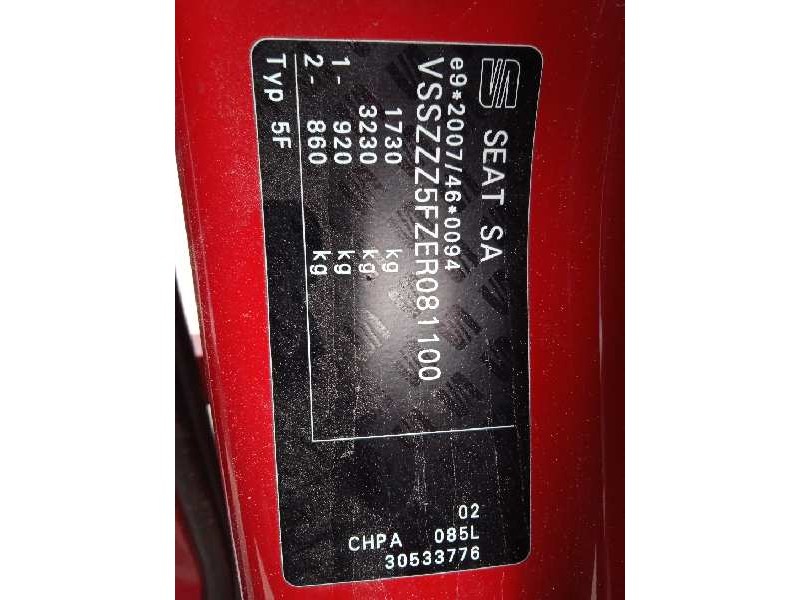 SEAT SA
e9*2007/46*0094
VSSZZZ5FZER081100
1730 kg
3230 kg
1- 920 kg
2- 860 kg
Typ 5F
02
CHPA 085L
30533776